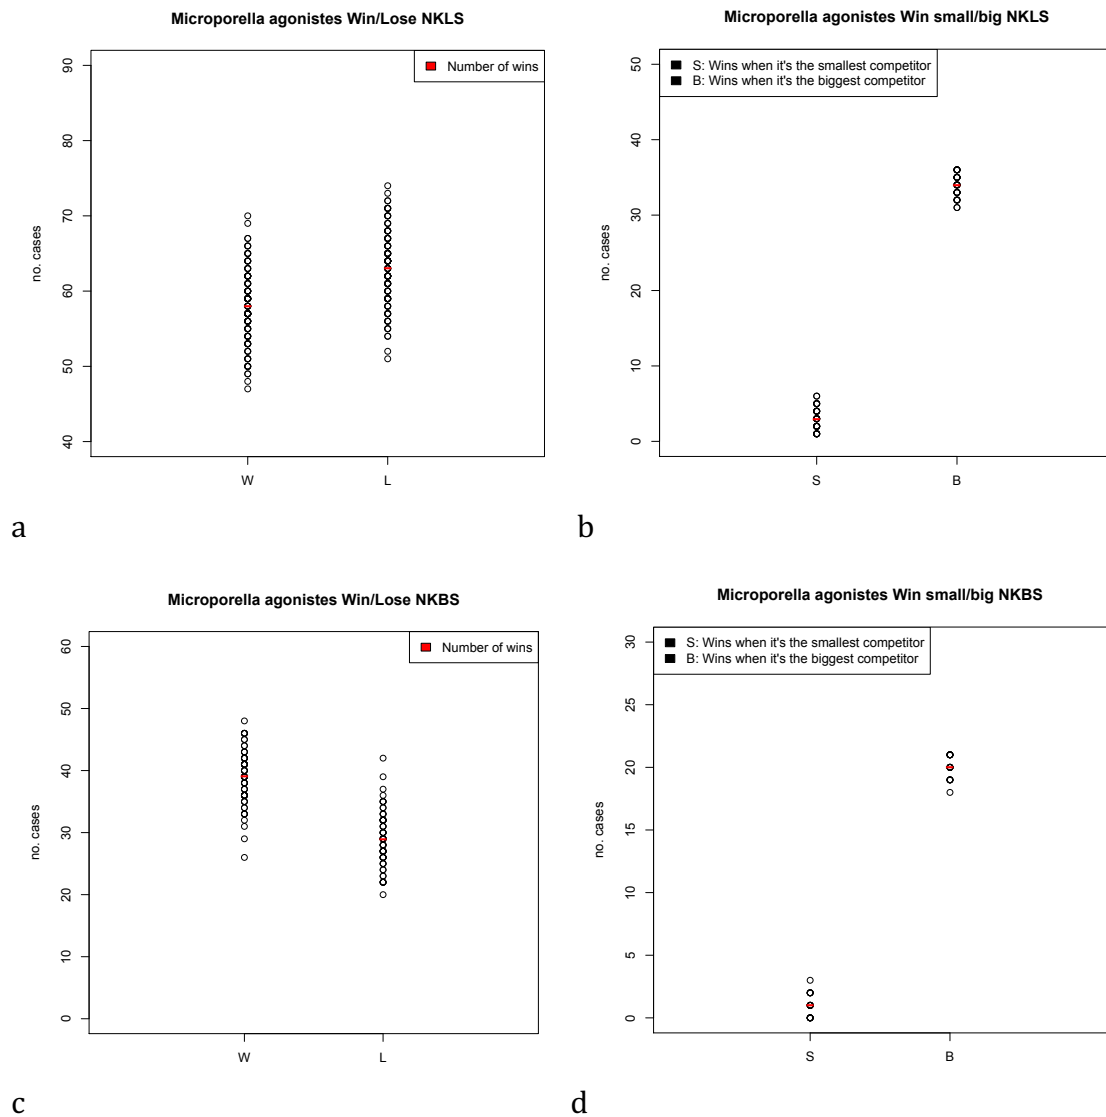 Microporella agonistes Win/Lose NKLS
Number of wins
no. cases
90
80
70
60
50
40
W L
a
Microporella agonistes Win small/big NKLS
S: Wins when it's the smallest competitor
B: Wins when it's the biggest competitor
no. cases
50
40
30
20
10
0
S B
b
Microporella agonistes Win/Lose NKBS
Number of wins
no. cases
60
50
40
30
20
10
0
W L
c
Microporella agonistes Win small/big NKBS
S: Wins when it's the smallest competitor
B: Wins when it's the biggest competitor
no. cases
30
25
20
15
10
5
0
S B
d